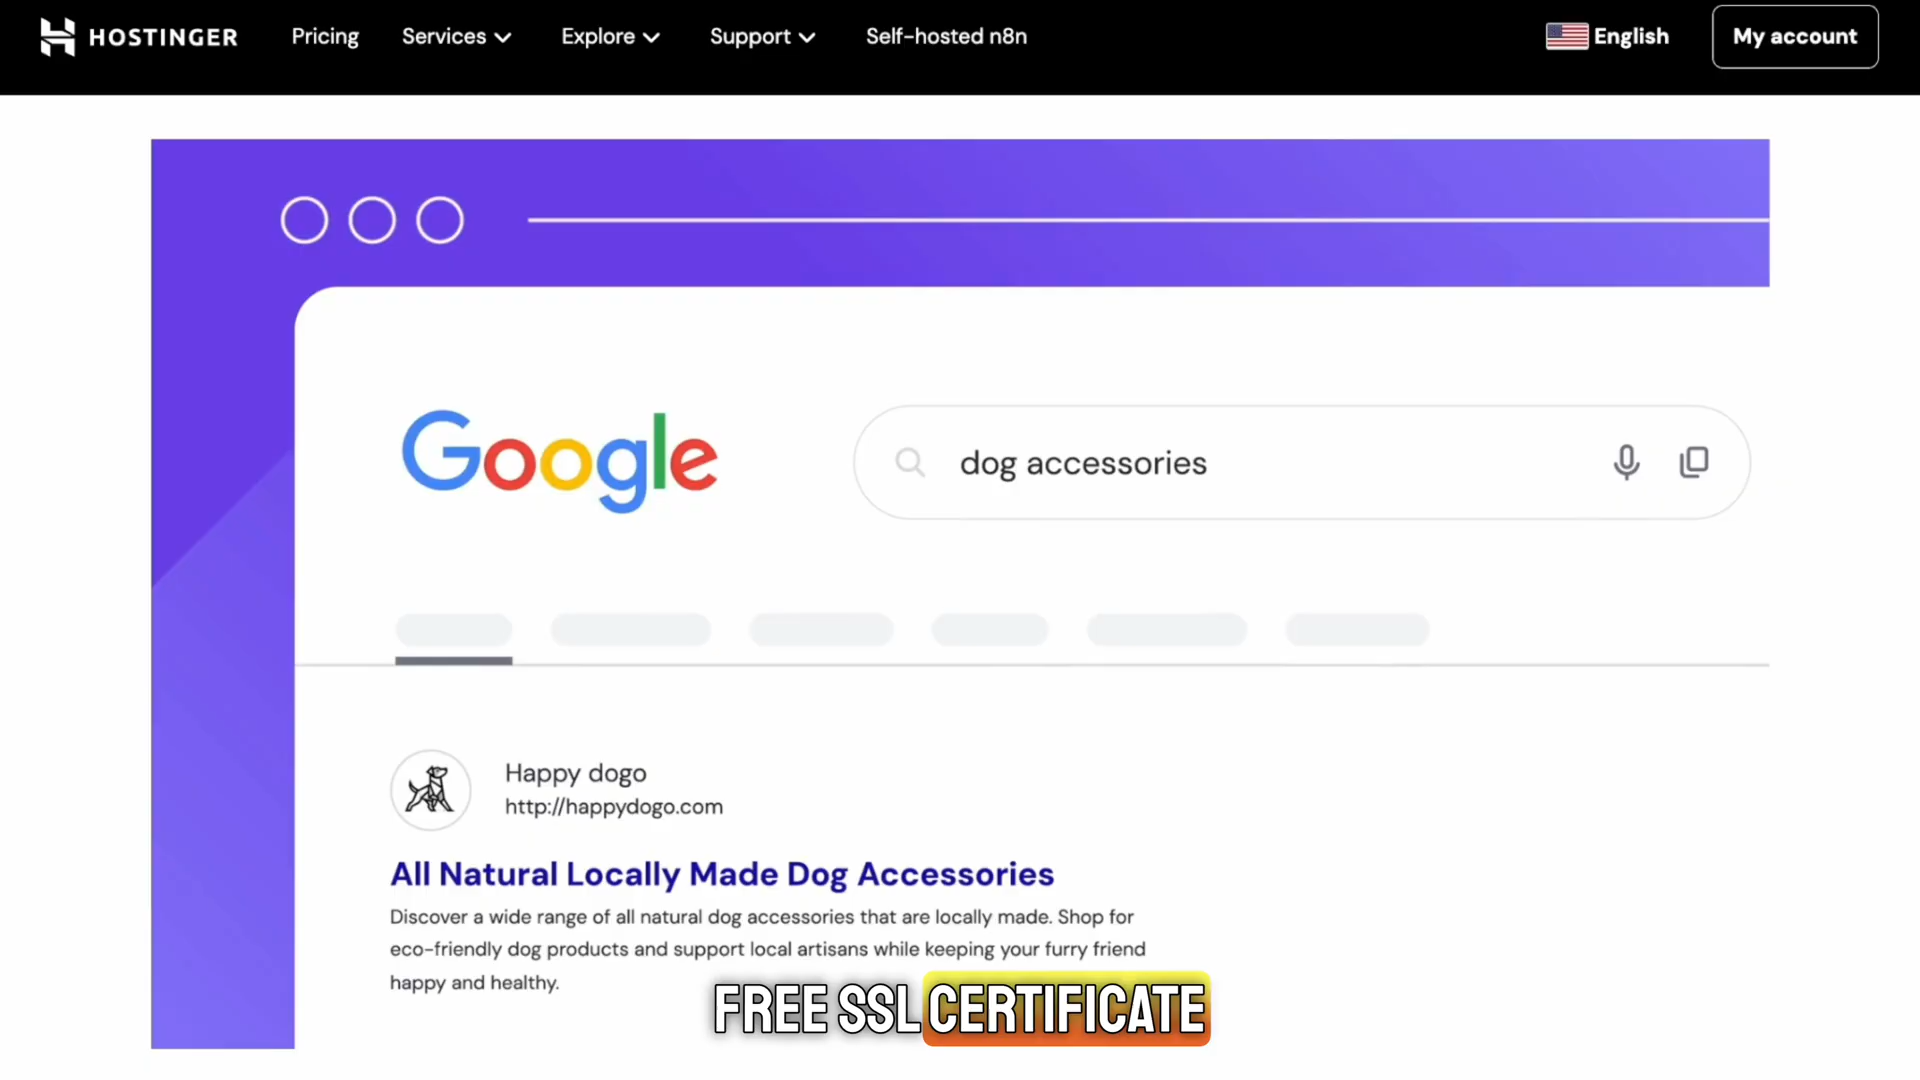 HOSTINGER Pricing Services Explore Support Self-hosted n8n English My account
Google dog accessories
Happy dogo
http://happydogo.com
All Natural Locally Made Dog Accessories
Discover a wide range of all natural dog accessories that are locally made. Shop for
eco-friendly dog products and support local artisans while keeping your furry friend
happy and healthy.
FREE SSL CERTIFICATE